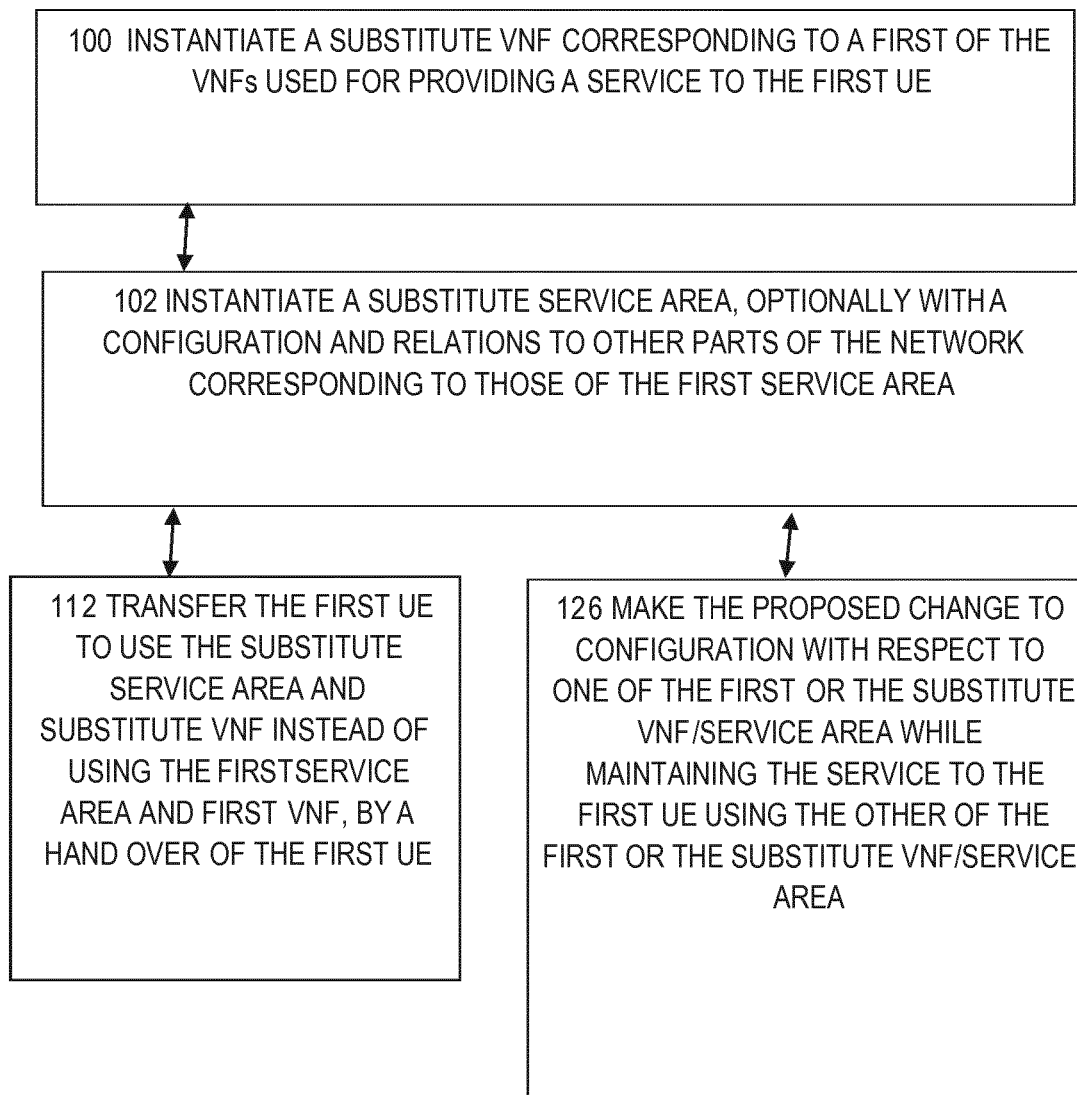 100 INSTANTIATE A SUBSTITUTE VNF CORRESPONDING TO A FIRST OF THE
VNFs USED FOR PROVIDING A SERVICE TO THE FIRST UE
102 INSTANTIATE A SUBSTITUTE SERVICE AREA, OPTIONALLY WITH A
CONFIGURATION AND RELATIONS TO OTHER PARTS OF THE NETWORK
CORRESPONDING TO THOSE OF THE FIRST SERVICE AREA
112 TRANSFER THE FIRST UE
TO USE THE SUBSTITUTE
SERVICE AREA AND
SUBSTITUTE VNF INSTEAD OF
USING THE FIRSTSERVICE
AREA AND FIRST VNF, BY A
HAND OVER OF THE FIRST UE
126 MAKE THE PROPOSED CHANGE TO
CONFIGURATION WITH RESPECT TO
ONE OF THE FIRST OR THE SUBSTITUTE
VNF/SERVICE AREA WHILE
MAINTAINING THE SERVICE TO THE
FIRST UE USING THE OTHER OF THE
FIRST OR THE SUBSTITUTE VNF/SERVICE
AREA